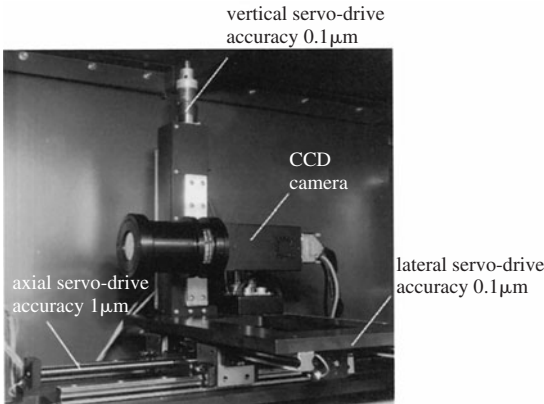 vertical servo-drive
accuracy 0.1µm
CCD
camera
lateral servo-drive
accuracy 0.1µm
axial servo-drive
accuracy 1µm